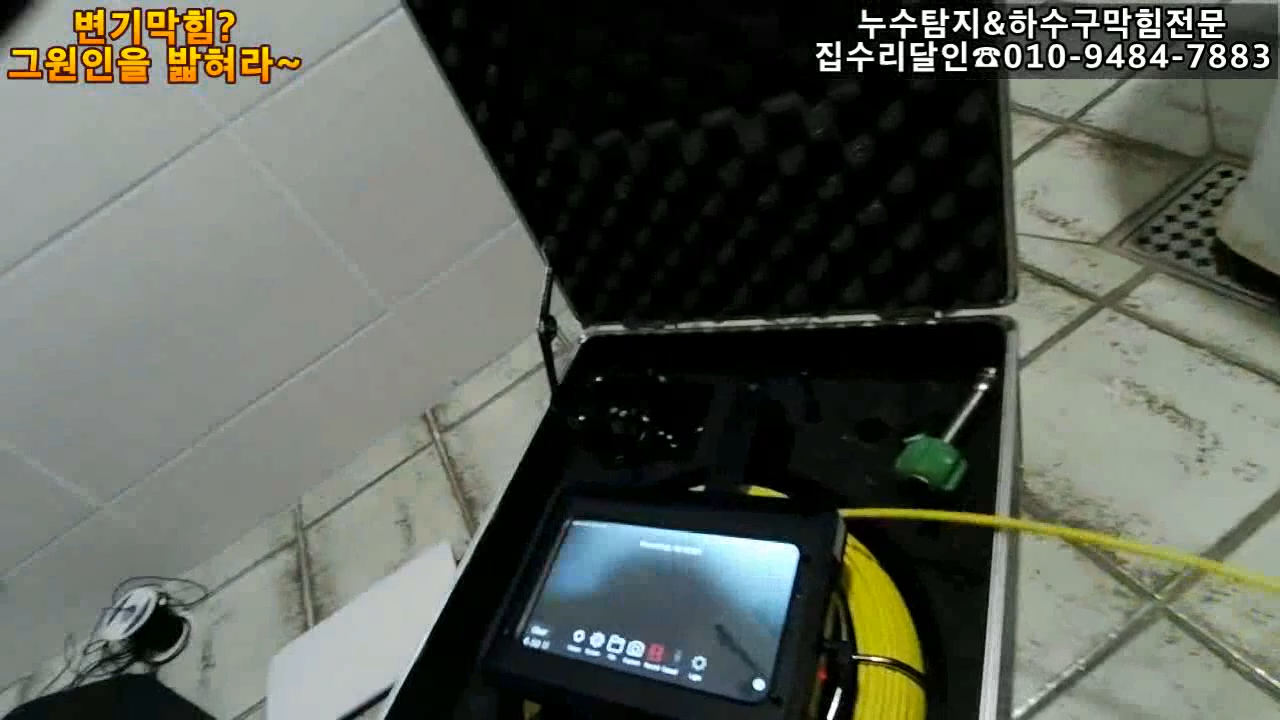 변기막힘?
그원인을 밟혀라~
누수탐지&하수구막힘전문
집수리달인☎010-9484-7883